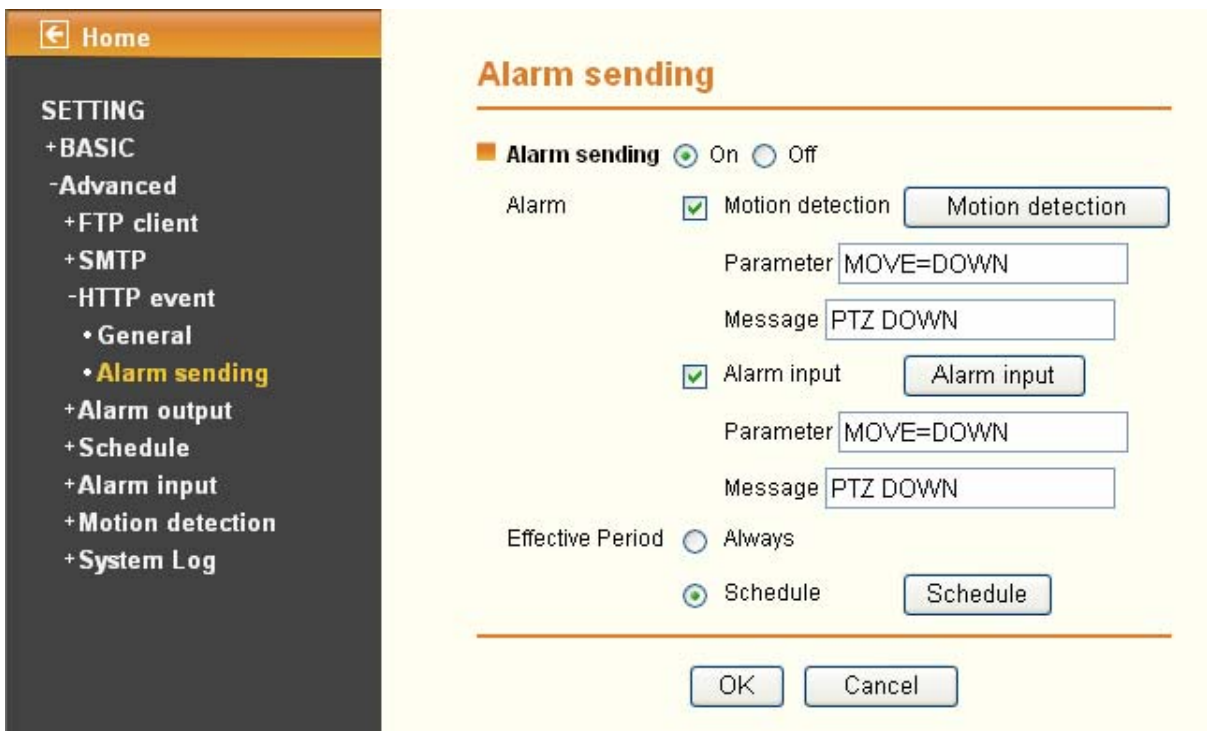 Home
SETTING
+BASIC
-Advanced
+FTP client
+SMTP
-HTTP event
• General
• Alarm sending
+Alarm output
+Schedule
+Alarm input
+Motion detection
+System Log
Alarm sending
Alarm sending On Off
Alarm Motion detection Motion detection
Parameter MOVE=DOWN
Message PTZ DOWN
Alarm input Alarm input
Parameter MOVE=DOWN
Message PTZ DOWN
Effective Period Always
Schedule Schedule
OK Cancel